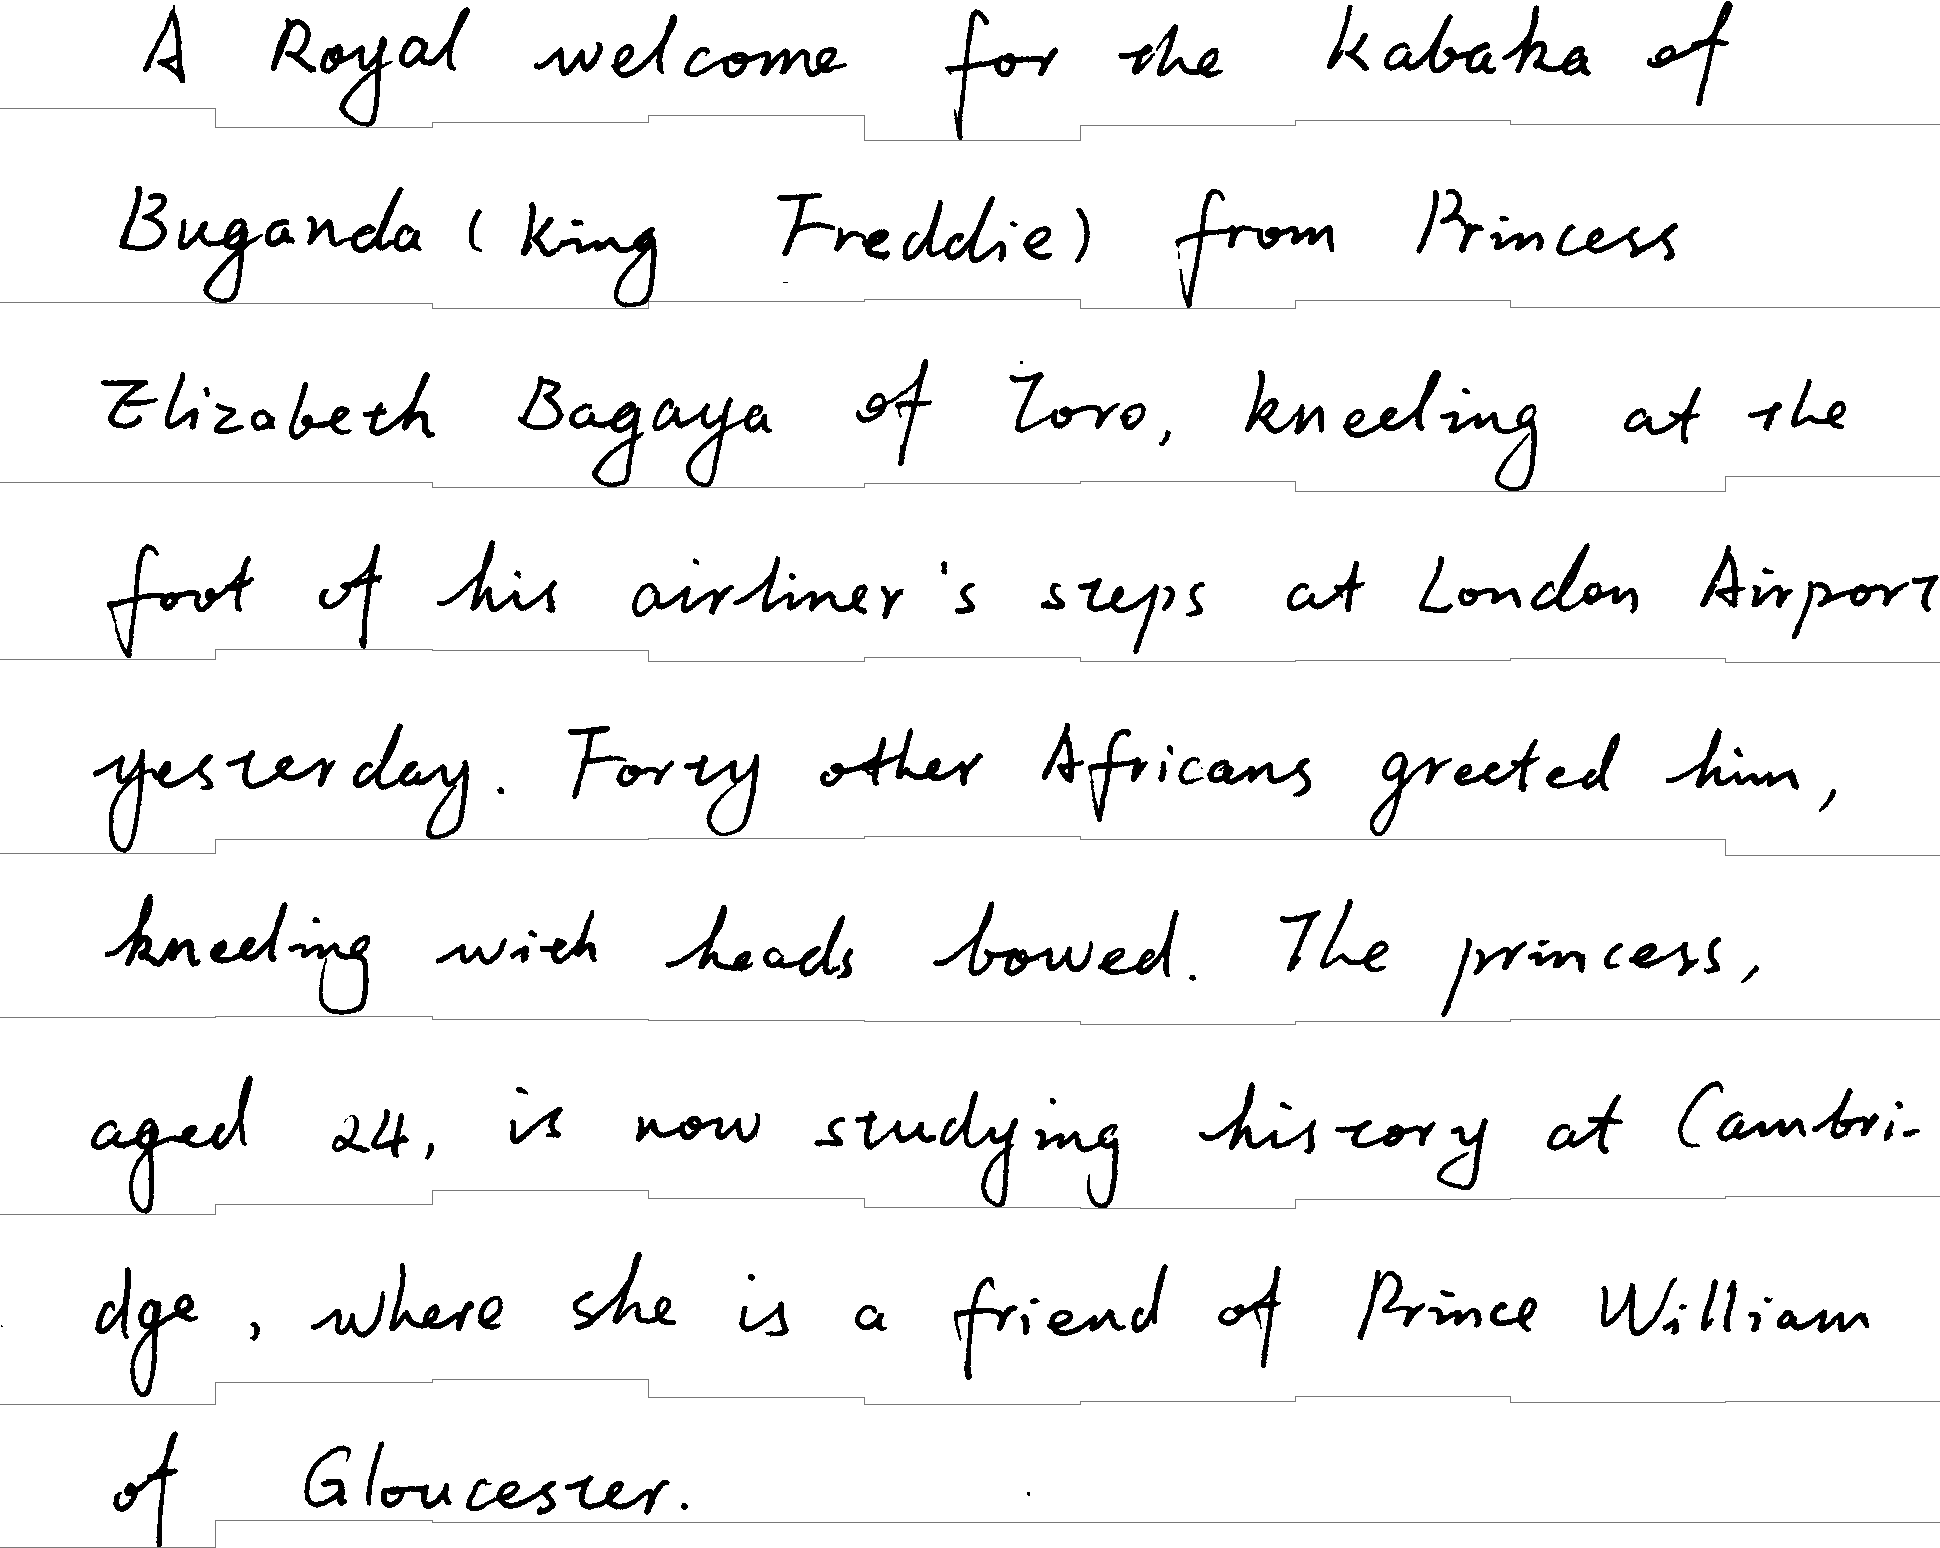 A Royal welcome for the Kabaka of
Buganda (King Freddie) from Princess
Elizabeth Bagaya of Toro, kneeling at the
foot of his airliner's steps at London Airport
yesterday. Forty other Africans greeted him,
kneeling with heads bowed. The princess,
aged 24, is now studying history at Cambri-
dge, where she is a friend of Prince William
of Gloucester.